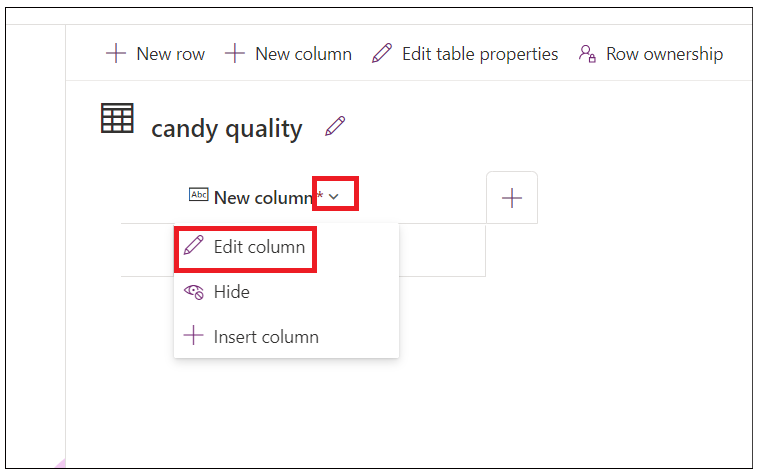 New row New column Edit table properties Row ownership
candy quality
Abc New column*
Edit column
Hide
Insert column